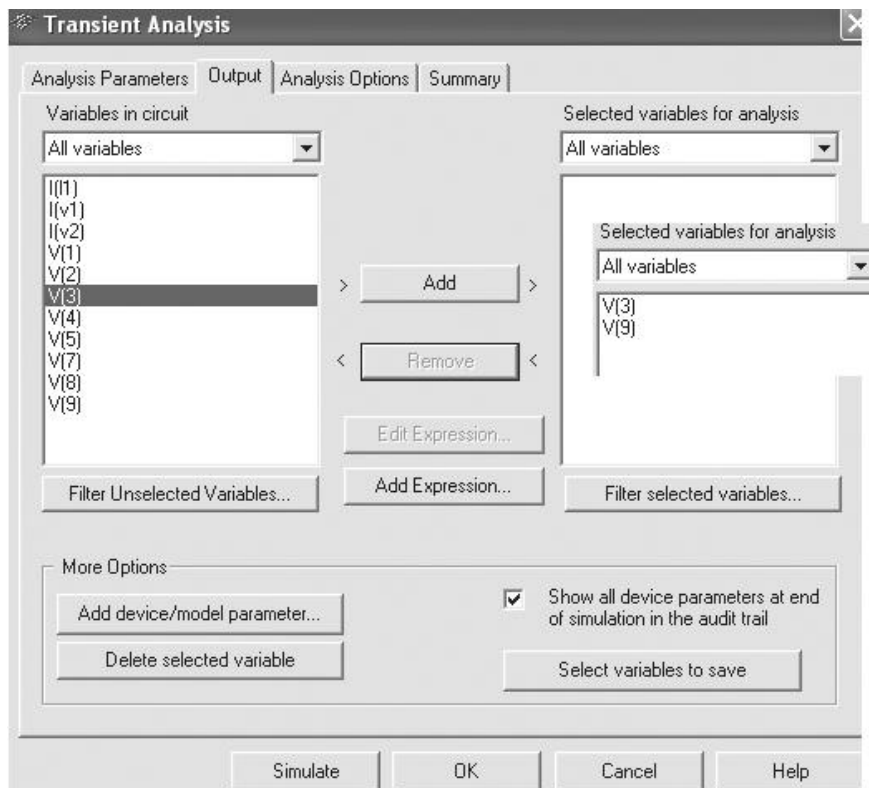 Transient Analysis
Analysis Parameters Output Analysis Options Summary
Variables in circuit
All variables
I(l1)
I(v1)
I(v2)
V(1)
V(2)
V(3)
V(4)
V(5)
V(7)
V(8)
V(9)
Filter Unselected Variables...
> Add >
< Remove <
Edit Expression...
Add Expression...
Selected variables for analysis
All variables
Selected variables for analysis
All variables
V(3)
V(9)
Filter selected variables...
More Options
Add device/model parameter...
Delete selected variable
Show all device parameters at end
of simulation in the audit trail
Select variables to save
Simulate OK Cancel Help